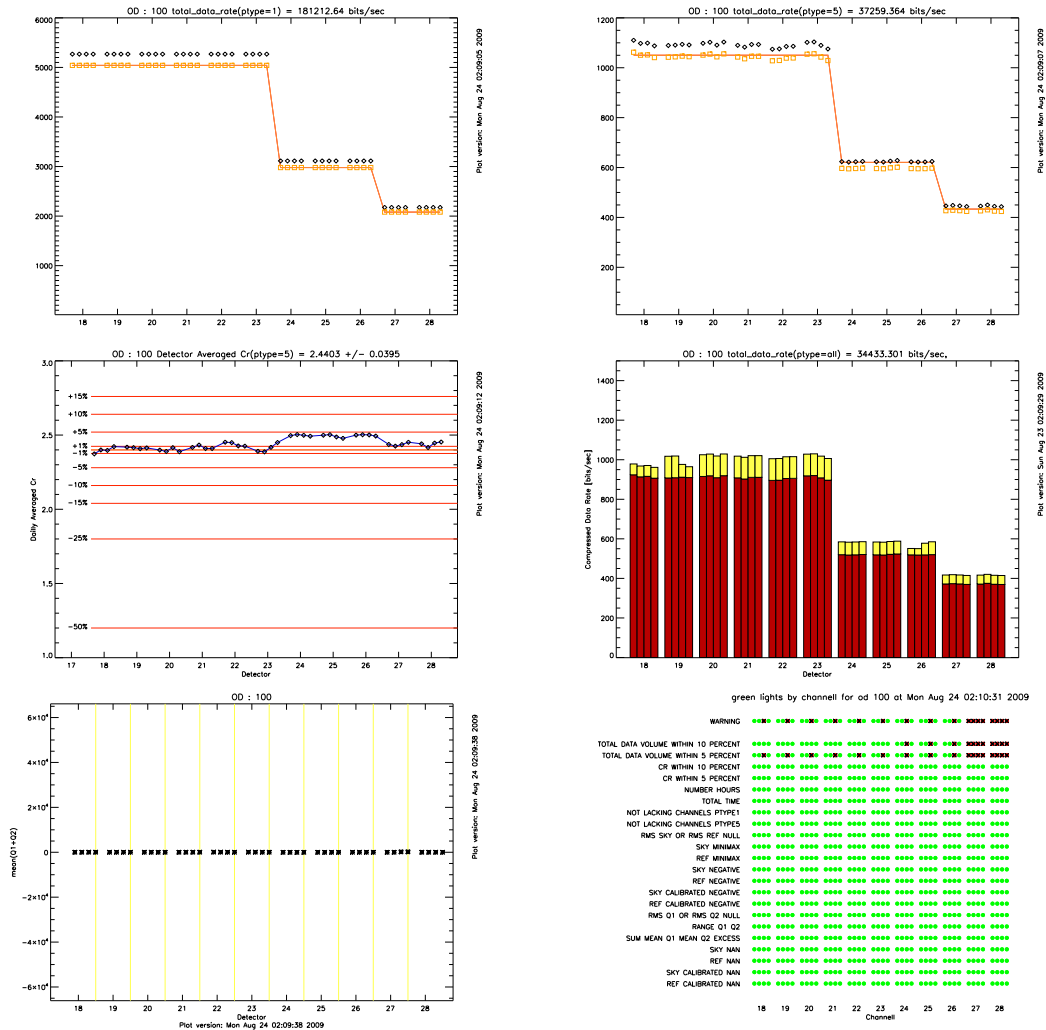 OD : 100 total_data_rate(ptype=1) = 181212.64 bits/sec
6000
5000
4000
3000
2000
1000
18 19 20 21 22 23 24 25 26 27 28
Plot version: Mon Aug 24 02:09:05 2009
OD : 100 total_data_rate(ptype=5) = 37259.364 bits/sec
1200
1000
800
600
400
200
18 19 20 21 22 23 24 25 26 27 28
Plot version: Mon Aug 24 02:09:07 2009
OD : 100 Detector Averaged Cr(ptype=5) = 2.4403 +/- 0.0395
Dailly Averaged Cr
3.0
2.5
2.0
1.5
1.0
+15%
+10%
+5%
+1%
-1%
-5%
-10%
-15%
-25%
-50%
17 18 19 20 21 22 23 24 25 26 27 28
Detector
Plot version: Mon Aug 24 02:09:12 2009
OD : 100 total_data_rate(ptype=all) = 34433.301 bits/sec,
Compressed Data Rate [bits/sec]
1400
1200
1000
800
600
400
200
0
18 19 20 21 22 23 24 25 26 27 28
Detector
Plot version: Sun Aug 23 02:09:29 2009
OD : 100
mean(Q1+Q2)
6×10⁴
4×10⁴
2×10⁴
0
-2×10⁴
-4×10⁴
-6×10⁴
18 19 20 21 22 23 24 25 26 27 28
Detector
Plot version: Mon Aug 24 02:09:38 2009
Plot version: Mon Aug 24 02:09:38 2009
green lights by channell for od 100 at Mon Aug 24 02:10:31 2009
WARNING
TOTAL DATA VOLUME WITHIN 10 PERCENT
TOTAL DATA VOLUME WITHIN 5 PERCENT
CR WITHIN 10 PERCENT
CR WITHIN 5 PERCENT
NUMBER HOURS
TOTAL TIME
NOT LACKING CHANNELS PTYPE1
NOT LACKING CHANNELS PTYPE5
RMS SKY OR RMS REF NULL
SKY MINIMAX
REF MINIMAX
SKY NEGATIVE
REF NEGATIVE
SKY CALIBRATED NEGATIVE
REF CALIBRATED NEGATIVE
RMS Q1 OR RMS Q2 NULL
RANGE Q1 Q2
SUM MEAN Q1 MEAN Q2 EXCESS
SKY NAN
REF NAN
SKY CALIBRATED NAN
REF CALIBRATED NAN
18 19 20 21 22 23 24 25 26 27 28
Channell